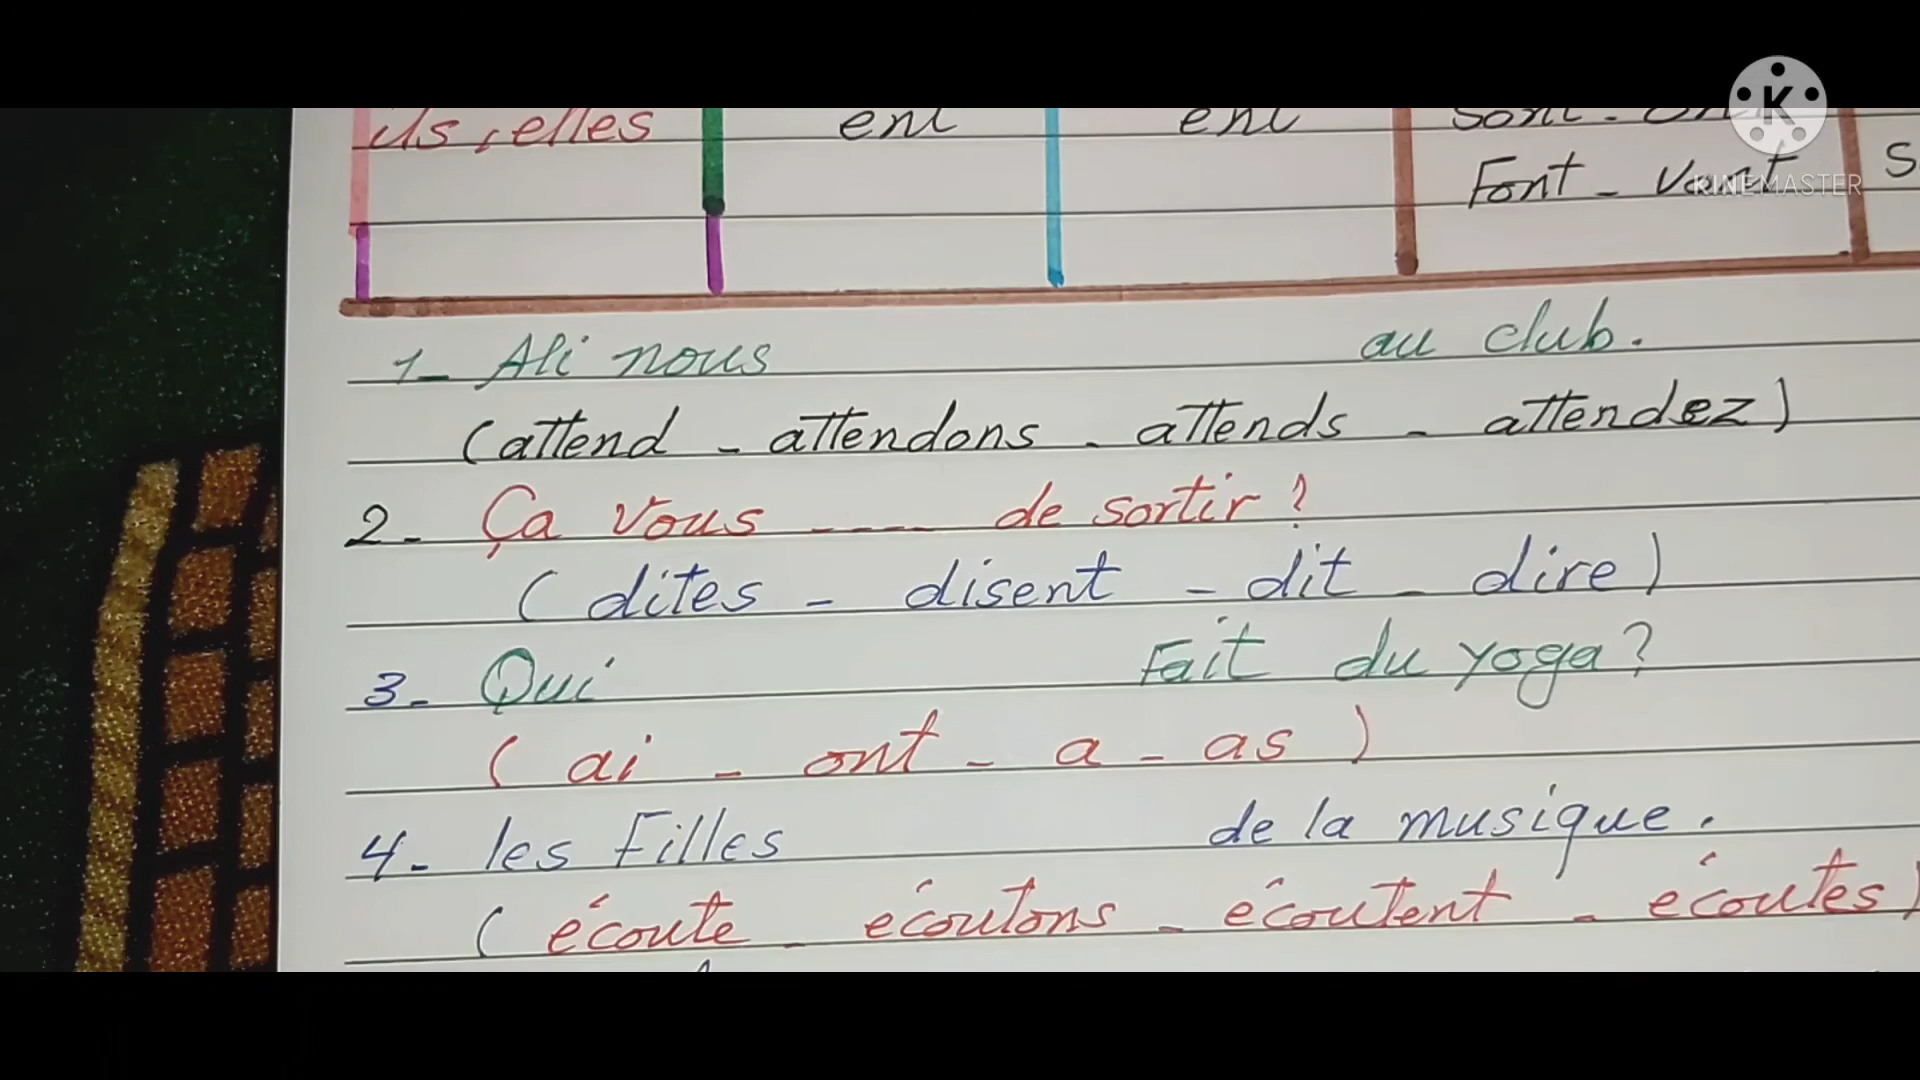 ils, elles ent ent sont -
Font - Vont
1- Ali nous au club.
(attend - attendons - attends - attendez)
2- Ça vous ---- de sortir?
(dites - disent - dit - dire)
3- Qui Fait du yoga?
(ai - ont - a - as)
4- les Filles de la musique.
(écoute - écoutons - écoutent - écoutes)
K
KINEMASTER